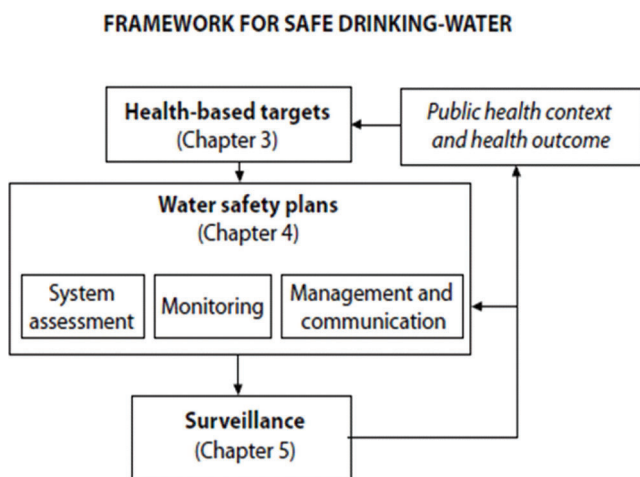 FRAMEWORK FOR SAFE DRINKING-WATER
Health-based targets
(Chapter 3)
Public health context
and health outcome
Water safety plans
(Chapter 4)
System
assessment
Monitoring
Management and
communication
Surveillance
(Chapter 5)